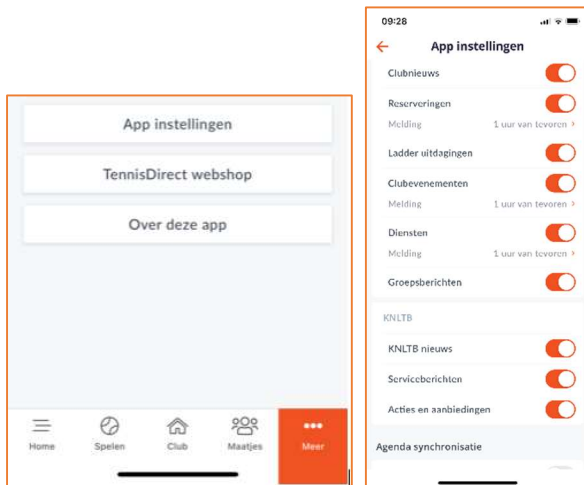 App instellingen
TennisDirect webshop
Over deze app
Home
Spelen
Club
Maatjes
Meer
09:28
App instellingen
Clubnieuws
Reserveringen
Melding 1 uur van tevoren
Ladder uitdagingen
Clubevenementen
Melding 1 uur van tevoren
Diensten
Melding 1 uur van tevoren
Groepsberichten
KNLTB
KNLTB nieuws
Serviceberichten
Acties en aanbiedingen
Agenda synchronisatie